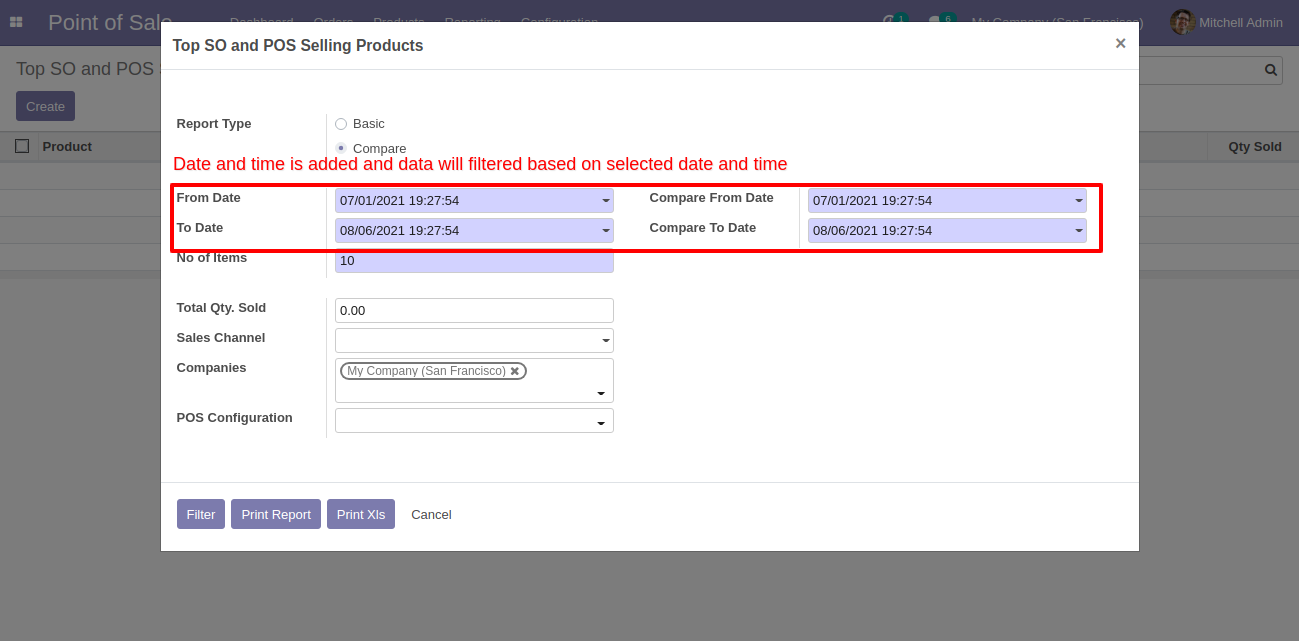 Point of Sale Dashboard Orders Products Reporting Configuration 1 6 My Company (San Francisco) Mitchell Admin
Top SO and POS Selling Products ×
Top SO and POS
Create
Product Qty Sold
Report Type Basic
Compare
Date and time is added and data will filtered based on selected date and time
From Date 07/01/2021 19:27:54 Compare From Date 07/01/2021 19:27:54
To Date 08/06/2021 19:27:54 Compare To Date 08/06/2021 19:27:54
No of Items 10
Total Qty. Sold 0.00
Sales Channel
Companies My Company (San Francisco) ✖
POS Configuration
Filter Print Report Print Xls Cancel